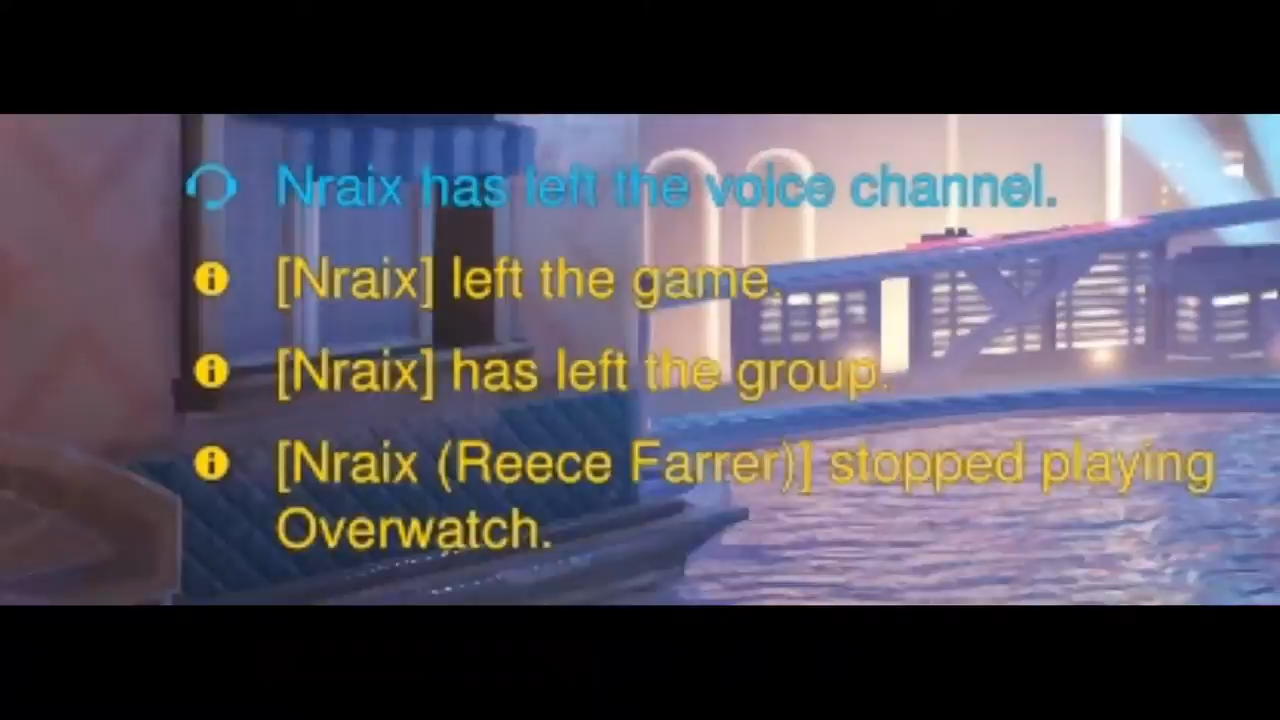 Nraix has left the voice channel.
[Nraix] left the game.
[Nraix] has left the group.
[Nraix (Reece Farrer)] stopped playing
Overwatch.